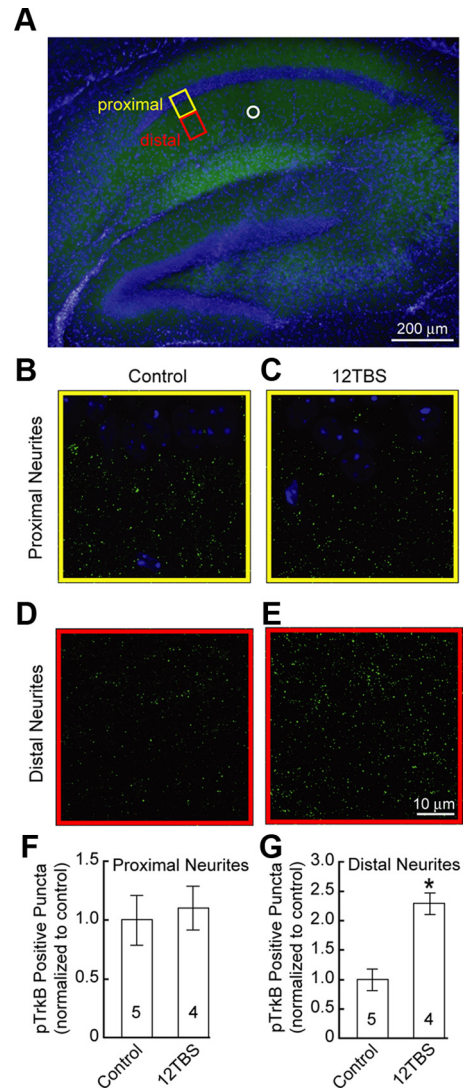 A
proximal
distal
200 μm
B
Control
C
12TBS
Proximal Neurites
D
E
Distal Neurites
10 μm
F
Proximal Neurites
pTrkB Positive Puncta
(normalized to control)
1.5
1.0
0.5
0
5
4
Control
12TBS
G
Distal Neurites
pTrkB Positive Puncta
(normalized to control)
3.0
2.5
2.0
1.5
1.0
0.5
0
*
5
4
Control
12TBS